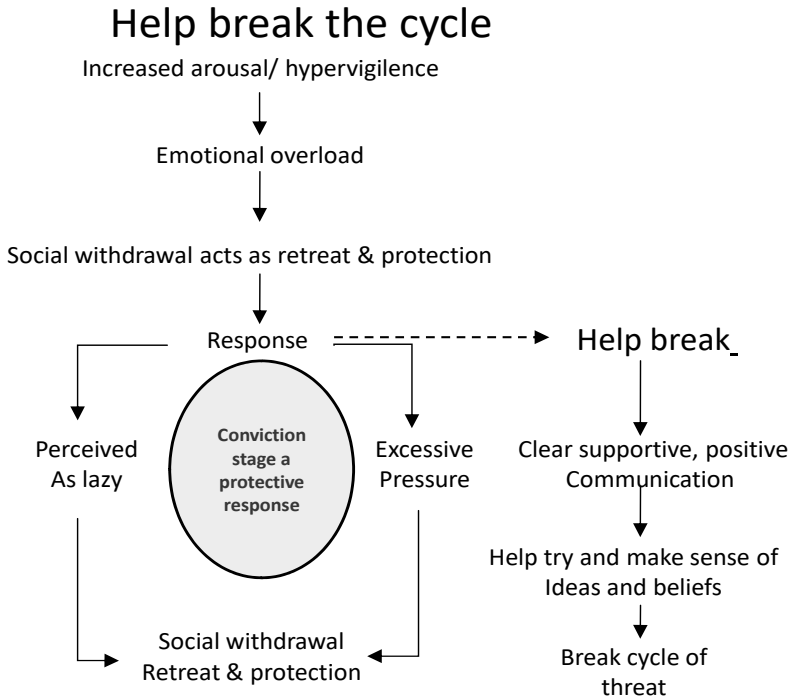 Help break the cycle
Increased arousal/ hypervigilence
Emotional overload
Social withdrawal acts as retreat & protection
Response
Help break_
Conviction
stage a
protective
response
Perceived
As lazy
Excessive
Pressure
Clear supportive, positive
Communication
Help try and make sense of
Ideas and beliefs
Social withdrawal
Retreat & protection
Break cycle of
threat